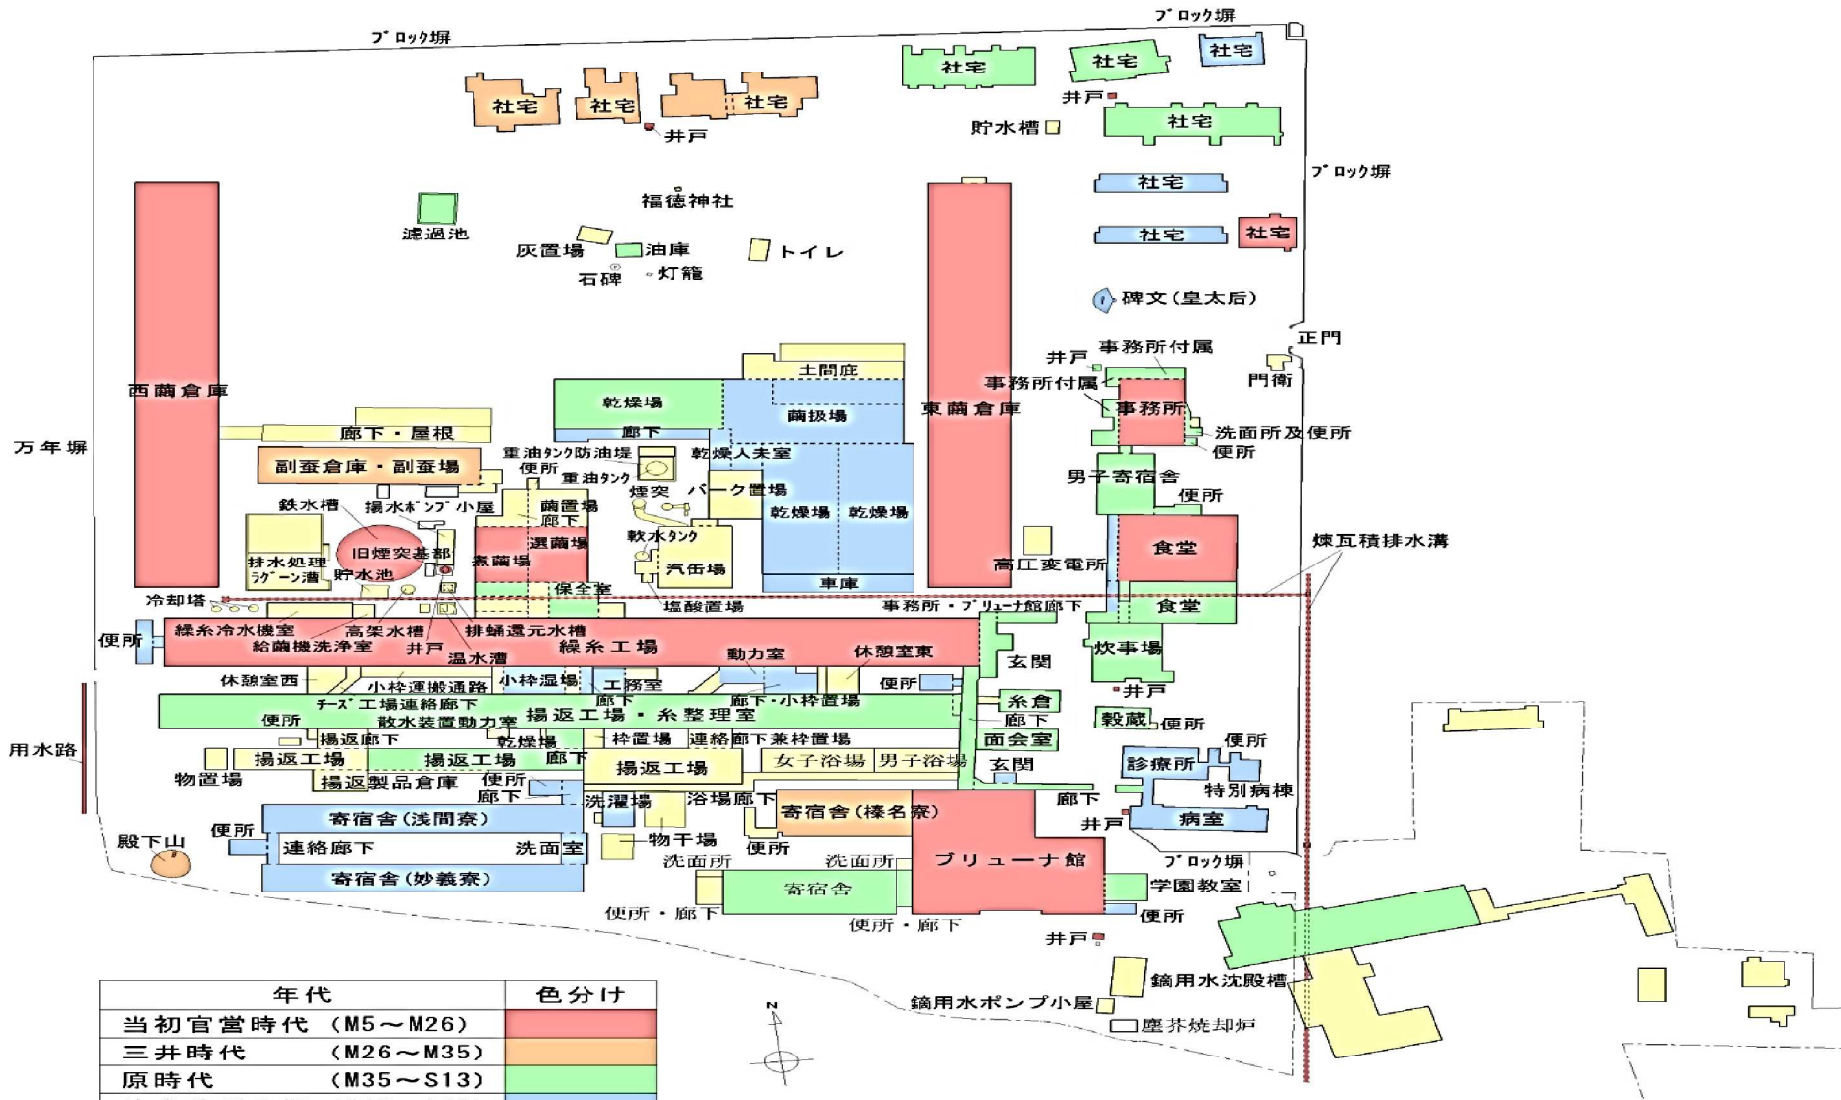 ブロック塀
ブロック塀
社宅
社宅
社宅
社宅
社宅
社宅
井戸
井戸
貯水槽
社宅
ブロック塀
社宅
福徳神社
濾過池
灰置場
油庫
トイレ
社宅
社宅
石碑
灯籠
碑文(皇太后)
正門
井戸
事務所付属
門衛
土間庇
事務所付属
西繭倉庫
乾燥場
繭扱場
東繭倉庫
事務所
万年塀
廊下・屋根
廊下
洗面所及便所
便所
重油タンク防油堤
乾燥人夫室
副蚕倉庫・副蚕場
便所
重油タンク
男子寄宿舎
煙突
バーク置場
便所
鉄水槽
揚水ポンプ小屋
繭置場
廊下
乾燥場
乾燥場
軟水タンク
選繭場
旧煙突基部
煮繭場
食堂
煉瓦積排水溝
排水処理
ラグーン漕
貯水池
汽缶場
高圧変電所
保全室
車庫
冷却塔
塩酸置場
事務所・ブリューナ館廊下
食堂
便所
繰糸冷水機室
高架水槽
排蛹還元水槽
給繭機洗浄室
井戸
繰糸工場
温水漕
動力室
休憩室東
玄関
炊事場
休憩室西
小枠運搬通路
小枠湿場
工務室
便所
井戸
チーズ工場連絡廊下
廊下
廊下・小枠置場
糸倉
便所
散水装置動力室
揚返工場・糸整理室
廊下
穀蔵
便所
用水路
揚返廊下
乾燥場
枠置場
連絡廊下兼枠置場
面会室
便所
揚返工場
揚返工場
廊下
揚返工場
女子浴場
男子浴場
玄関
診療所
物置場
揚返製品倉庫
便所
特別病棟
廊下
洗濯場
浴場廊下
廊下
寄宿舎(浅間寮)
寄宿舎(榛名寮)
井戸
病室
便所
殿下山
連絡廊下
洗面室
物干場
便所
洗面所
洗面所
ブリューナ館
ブロック塀
寄宿舎(妙義寮)
寄宿舎
学園教室
便所・廊下
便所・廊下
便所
井戸
鏑用水沈殿槽
鏑用水ポンプ小屋
塵芥焼却炉
N
年代 色分け
当初官営時代 (M5〜M26)
三井時代 (M26〜M35)
原時代 (M35〜S13)